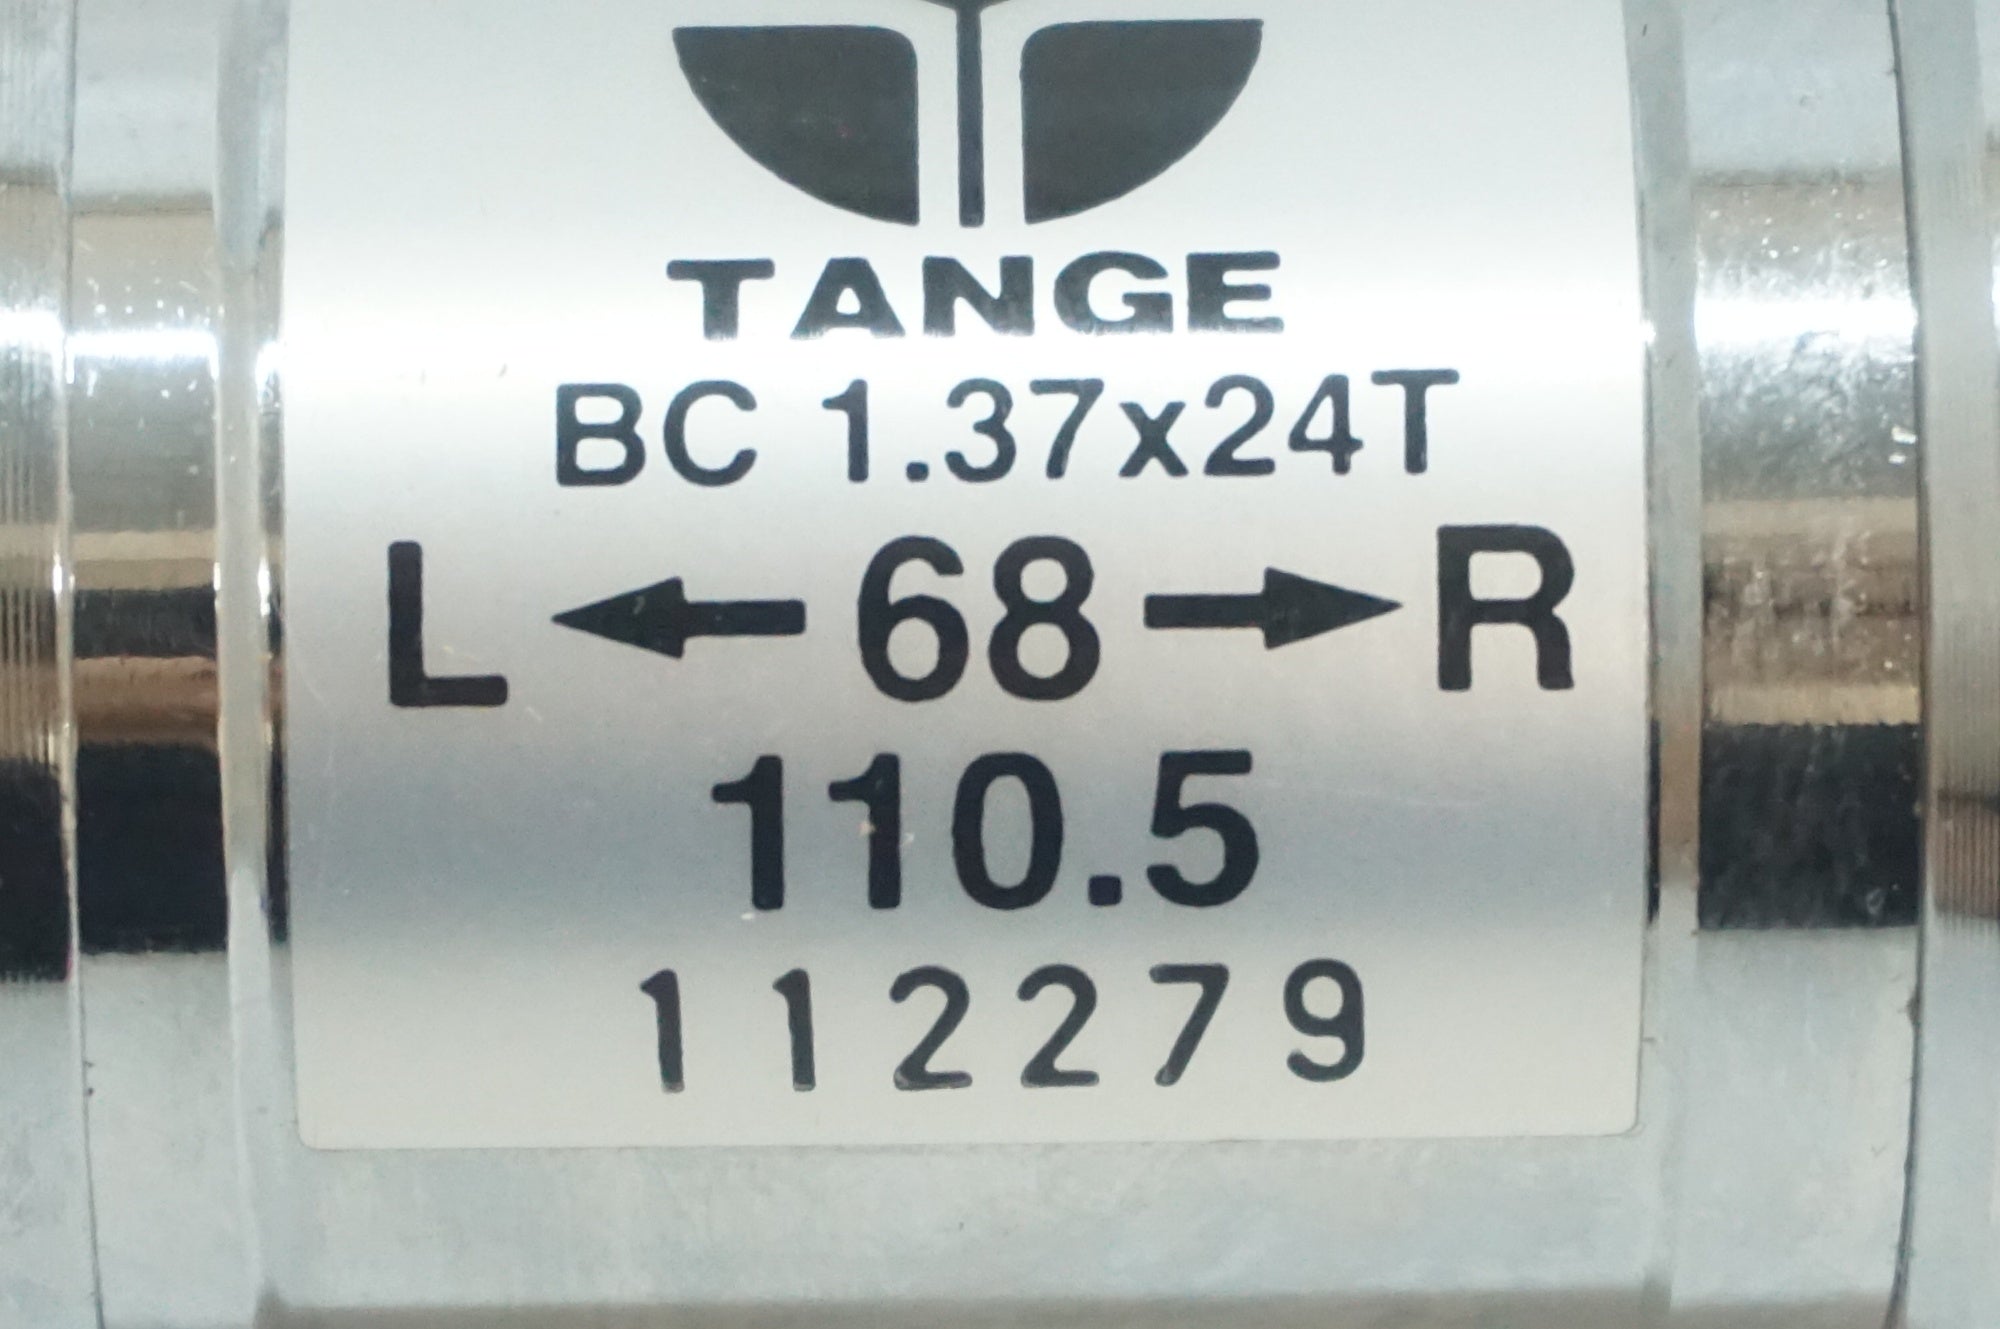 TANGE
BC 1.37x24T
L ← 68 → R
110.5
112279